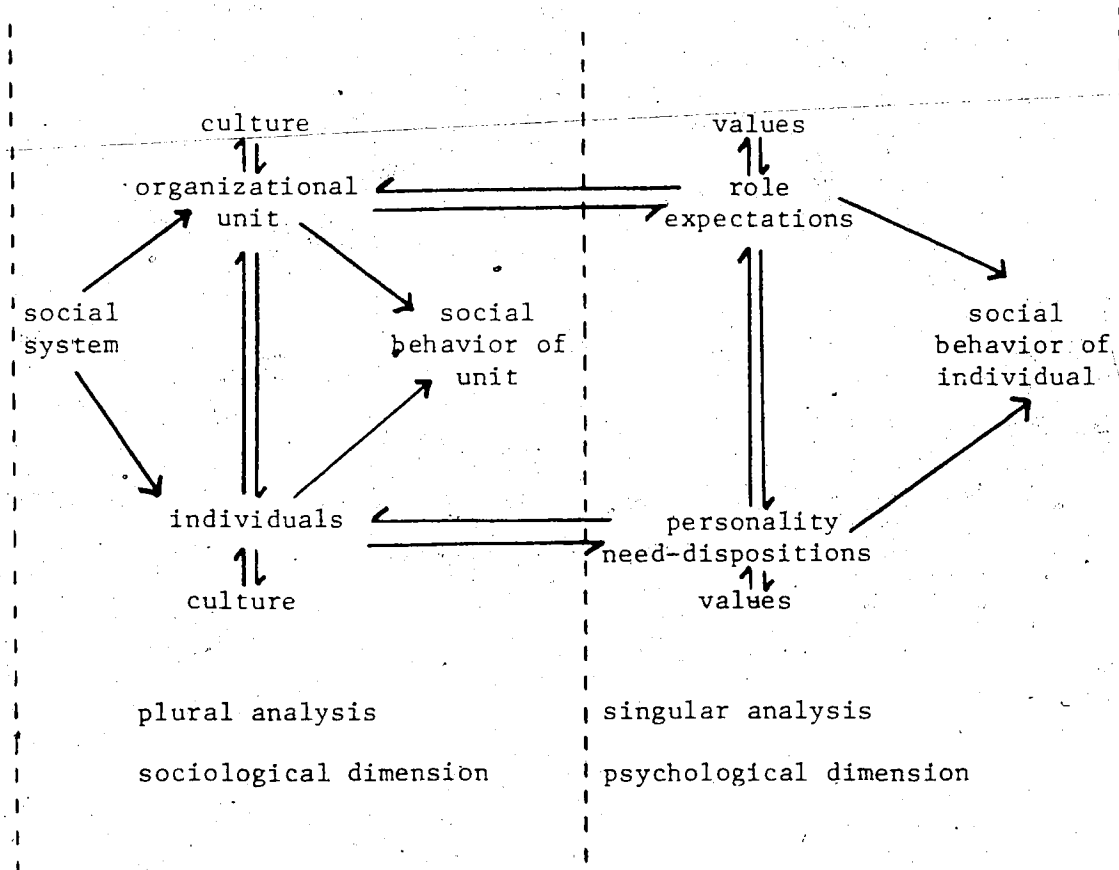 culture
organizational
unit
social
system
social
behavior of
unit
individuals
culture
plural analysis
sociological dimension
values
role
expectations
social
behavior of
individual
personality
need-dispositions
values
singular analysis
psychological dimension